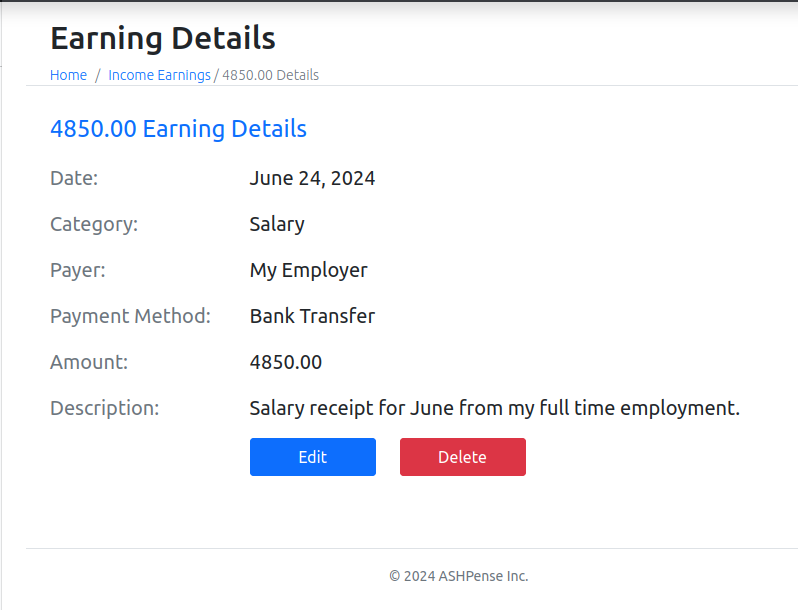 Earning Details
Home / Income Earnings / 4850.00 Details
4850.00 Earning Details
Date: June 24, 2024
Category: Salary
Payer: My Employer
Payment Method: Bank Transfer
Amount: 4850.00
Description: Salary receipt for June from my full time employment.
Edit Delete
© 2024 ASHPense Inc.